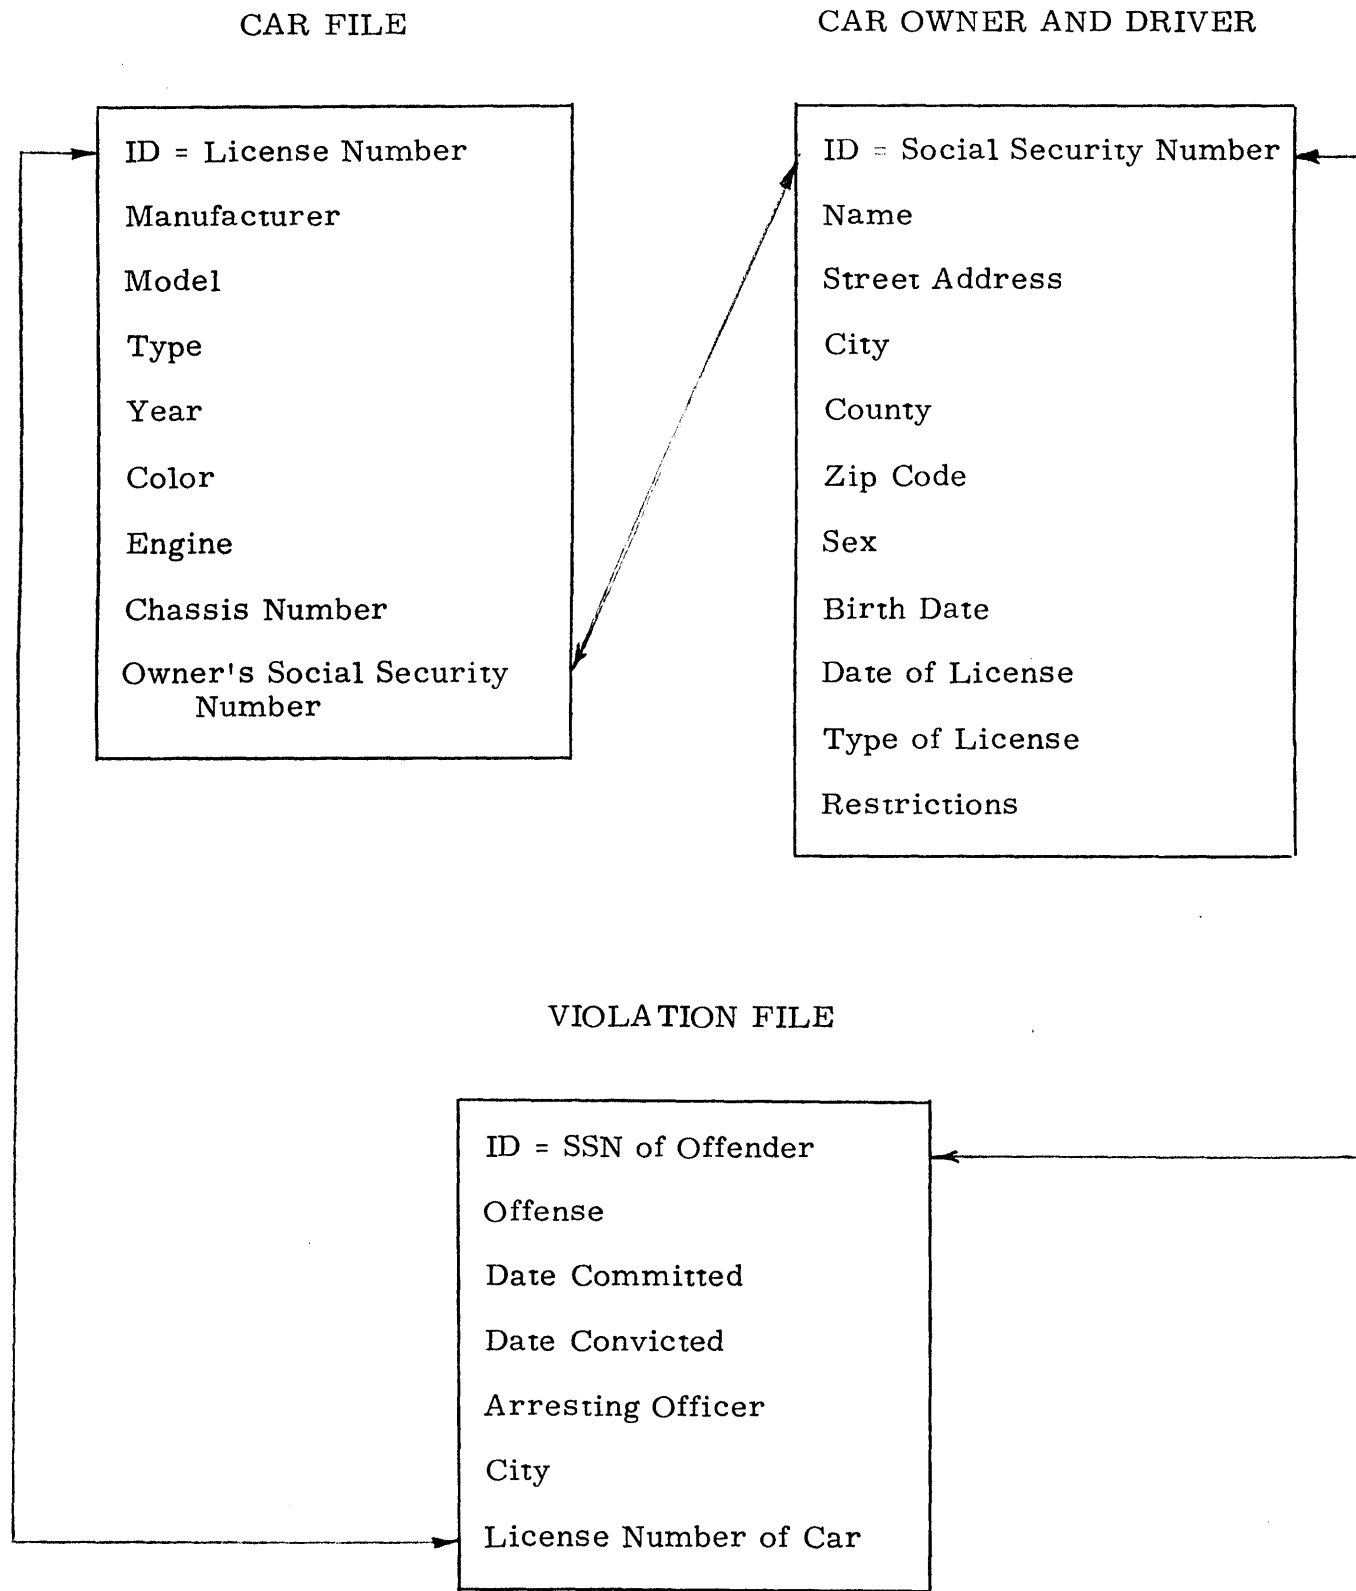 CAR FILE
ID = License Number
Manufacturer
Model
Type
Year
Color
Engine
Chassis Number
Owner's Social Security
Number
CAR OWNER AND DRIVER
ID = Social Security Number
Name
Street Address
City
County
Zip Code
Sex
Birth Date
Date of License
Type of License
Restrictions
VIOLATION FILE
ID = SSN of Offender
Offense
Date Committed
Date Convicted
Arresting Officer
City
License Number of Car